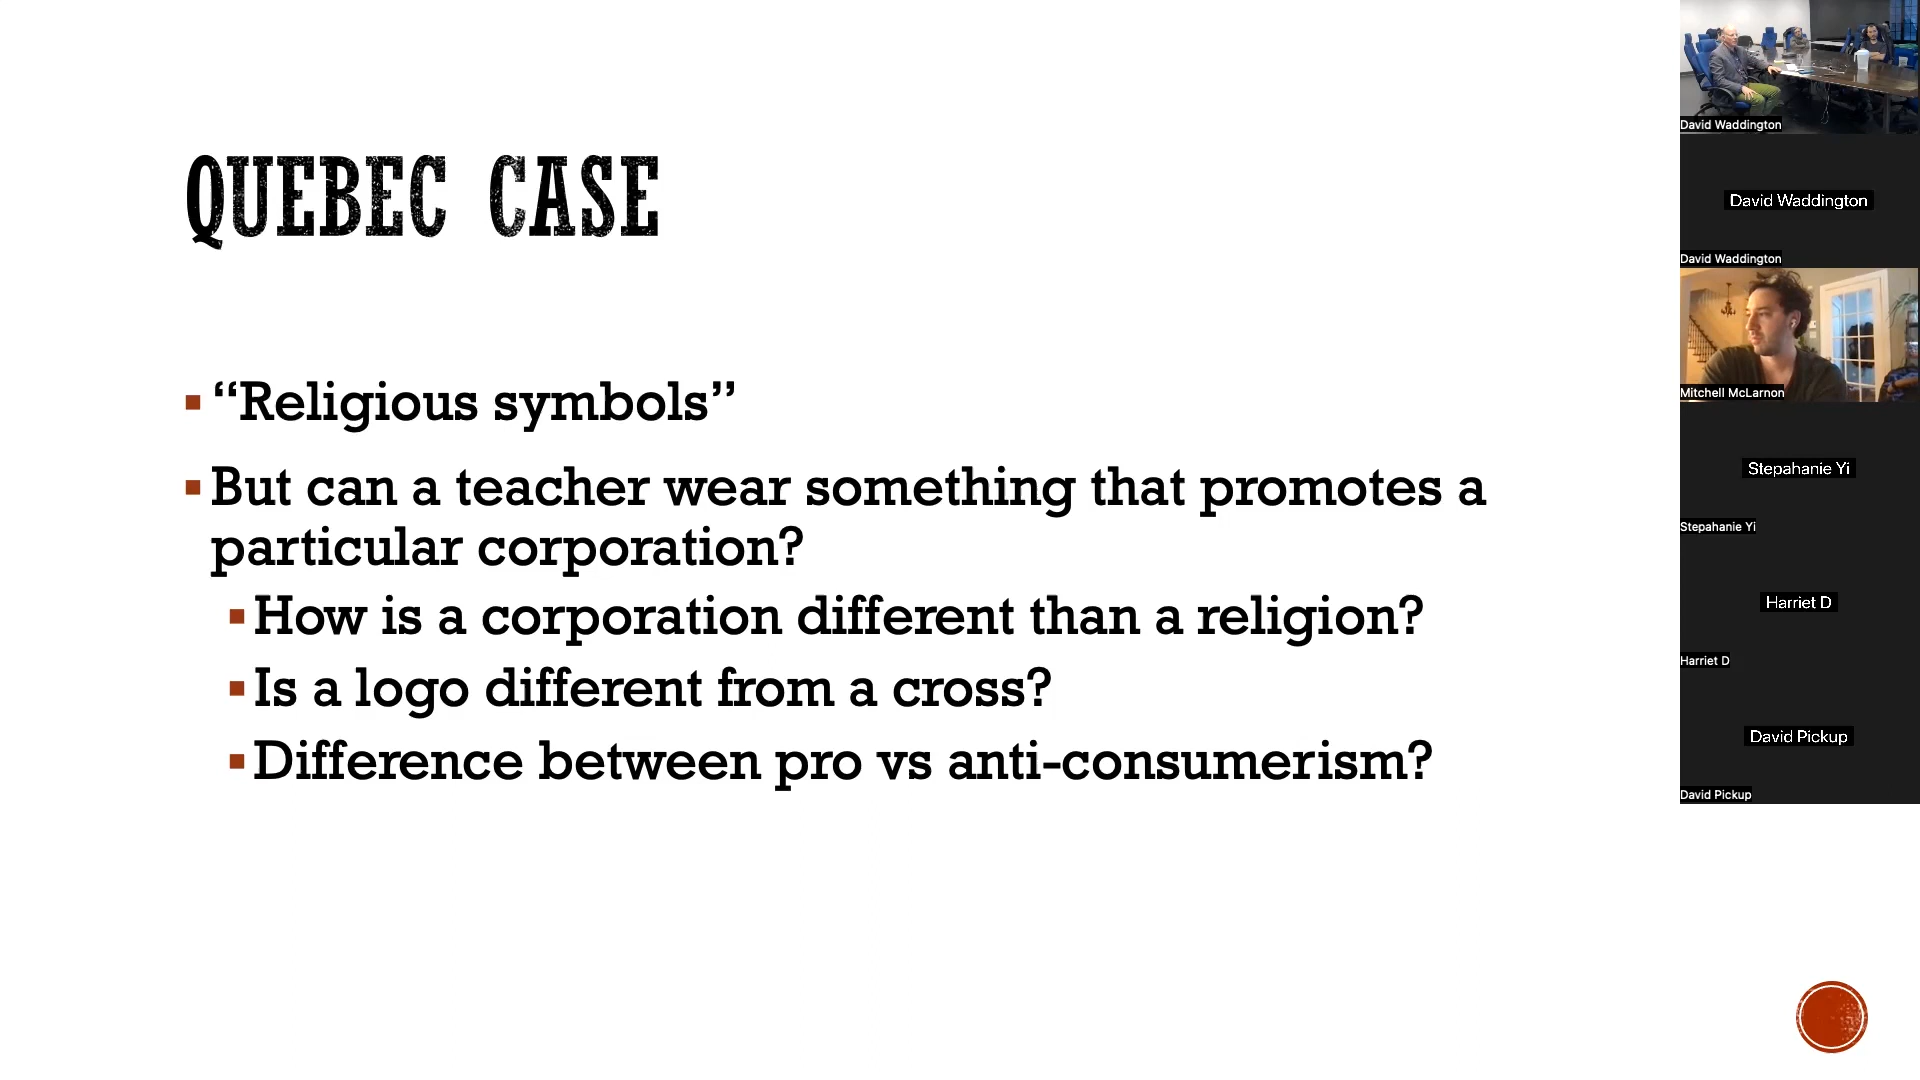 QUEBEC CASE
“Religious symbols”
But can a teacher wear something that promotes a
particular corporation?
How is a corporation different than a religion?
Is a logo different from a cross?
Difference between pro vs anti-consumerism?
David Waddington
David Waddington
David Waddington
Mitchell McLarnon
Stepahanie Yi
Stepahanie Yi
Harriet D
Harriet D
David Pickup
David Pickup